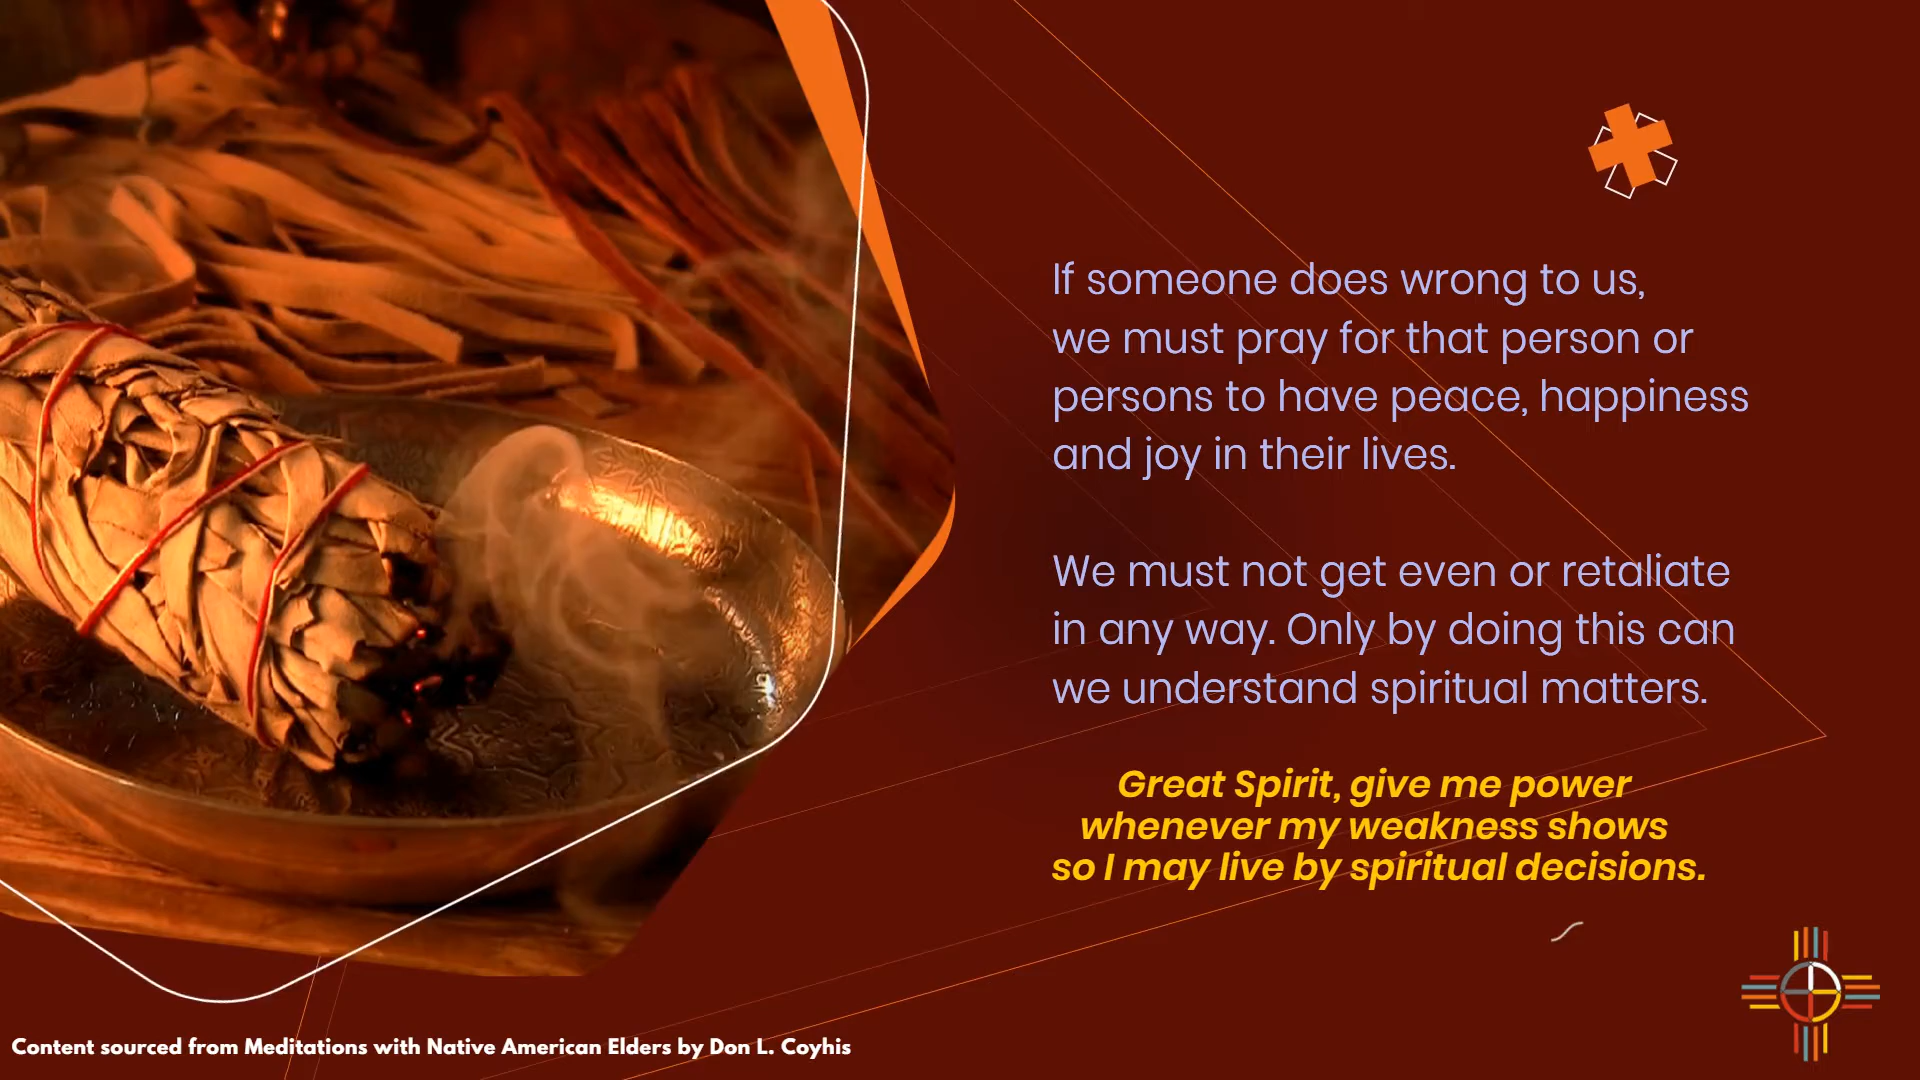 If someone does wrong to us,
we must pray for that person or
persons to have peace, happiness
and joy in their lives.
We must not get even or retaliate
in any way. Only by doing this can
we understand spiritual matters.
Great Spirit, give me power
whenever my weakness shows
so I may live by spiritual decisions.
Content sourced from Meditations with Native American Elders by Don L. Coyhis